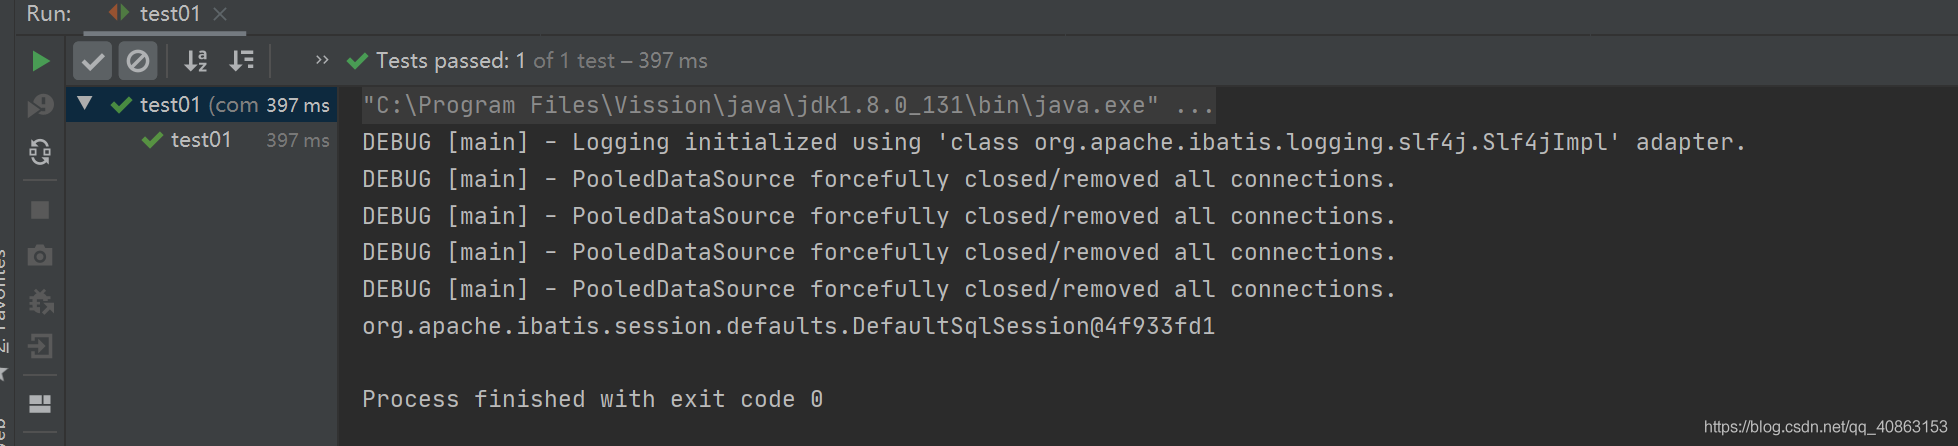 Run: test01
Tests passed: 1 of 1 test – 397 ms
test01 (com 397 ms
test01 397 ms
"C:\Program Files\Vission\java\jdk1.8.0_131\bin\java.exe" ...
DEBUG [main] - Logging initialized using 'class org.apache.ibatis.logging.slf4j.Slf4jImpl' adapter.
DEBUG [main] - PooledDataSource forcefully closed/removed all connections.
DEBUG [main] - PooledDataSource forcefully closed/removed all connections.
DEBUG [main] - PooledDataSource forcefully closed/removed all connections.
DEBUG [main] - PooledDataSource forcefully closed/removed all connections.
org.apache.ibatis.session.defaults.DefaultSqlSession@4f933fd1
Process finished with exit code 0
https://blog.csdn.net/qq_40863153